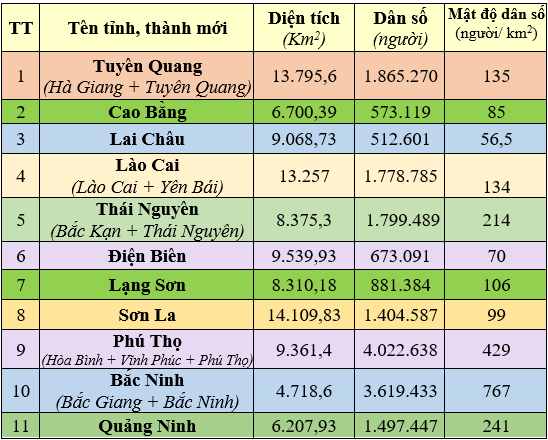 TT Tên tỉnh, thành mới Diện tích (Km²) Dân số (người) Mật độ dân số (người/ km²)
1 Tuyên Quang (Hà Giang + Tuyên Quang) 13.795,6 1.865.270 135
2 Cao Bằng 6.700,39 573.119 85
3 Lai Châu 9.068,73 512.601 56,5
4 Lào Cai (Lào Cai + Yên Bái) 13.257 1.778.785 134
5 Thái Nguyên (Bắc Kạn + Thái Nguyên) 8.375,3 1.799.489 214
6 Điện Biên 9.539,93 673.091 70
7 Lạng Sơn 8.310,18 881.384 106
8 Sơn La 14.109,83 1.404.587 99
9 Phú Thọ (Hòa Bình + Vĩnh Phúc + Phú Thọ) 9.361,4 4.022.638 429
10 Bắc Ninh (Bắc Giang + Bắc Ninh) 4.718,6 3.619.433 767
11 Quảng Ninh 6.207,93 1.497.447 241